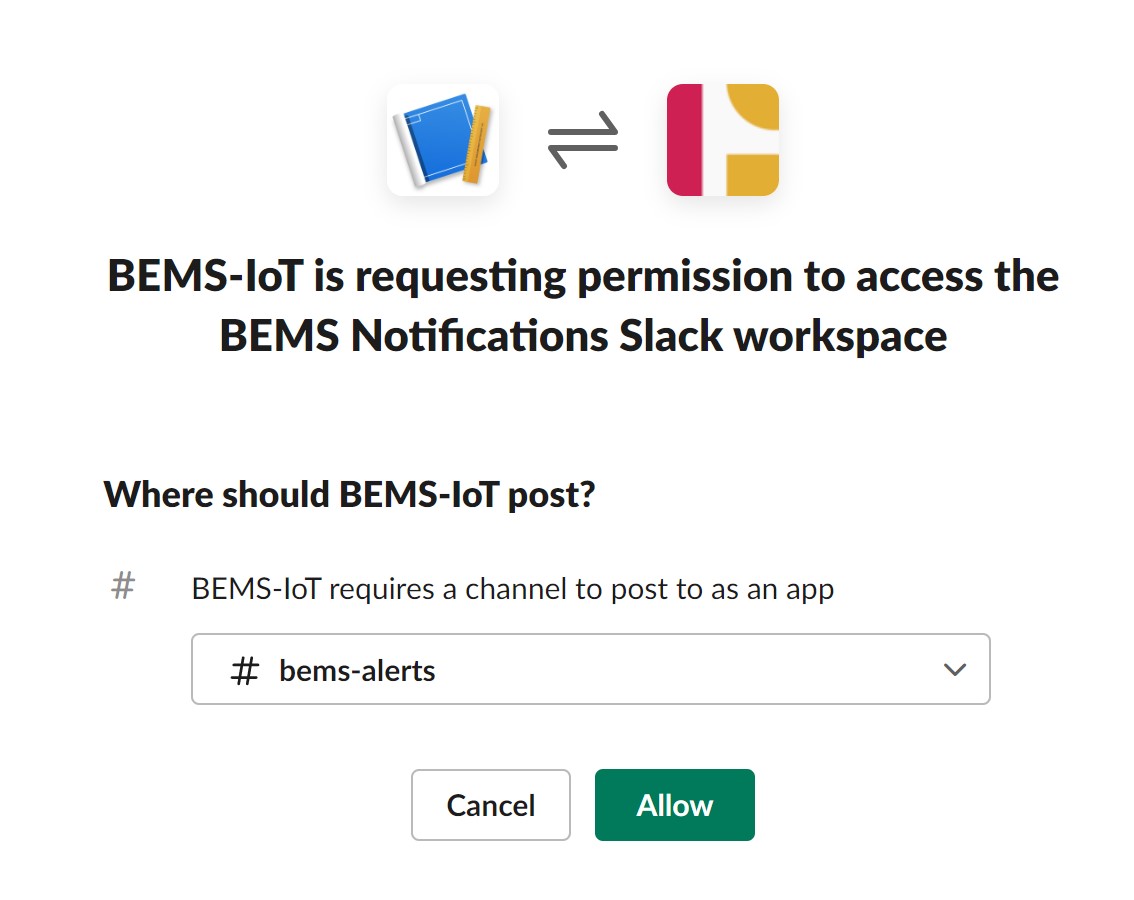 BEMS-IoT is requesting permission to access the
BEMS Notifications Slack workspace
Where should BEMS-IoT post?
# BEMS-IoT requires a channel to post to as an app
# bems-alerts
Cancel Allow